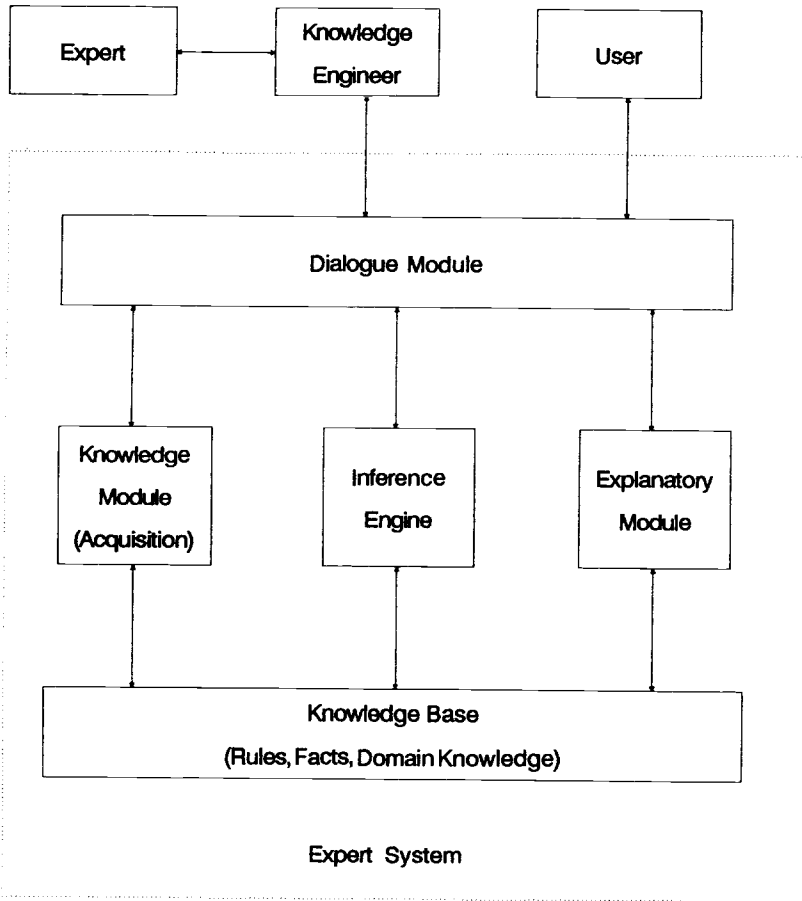 Expert
Knowledge
Engineer
User
Dialogue Module
Knowledge
Module
(Acquisition)
Inference
Engine
Explanatory
Module
Knowledge Base
(Rules, Facts, Domain Knowledge)
Expert System